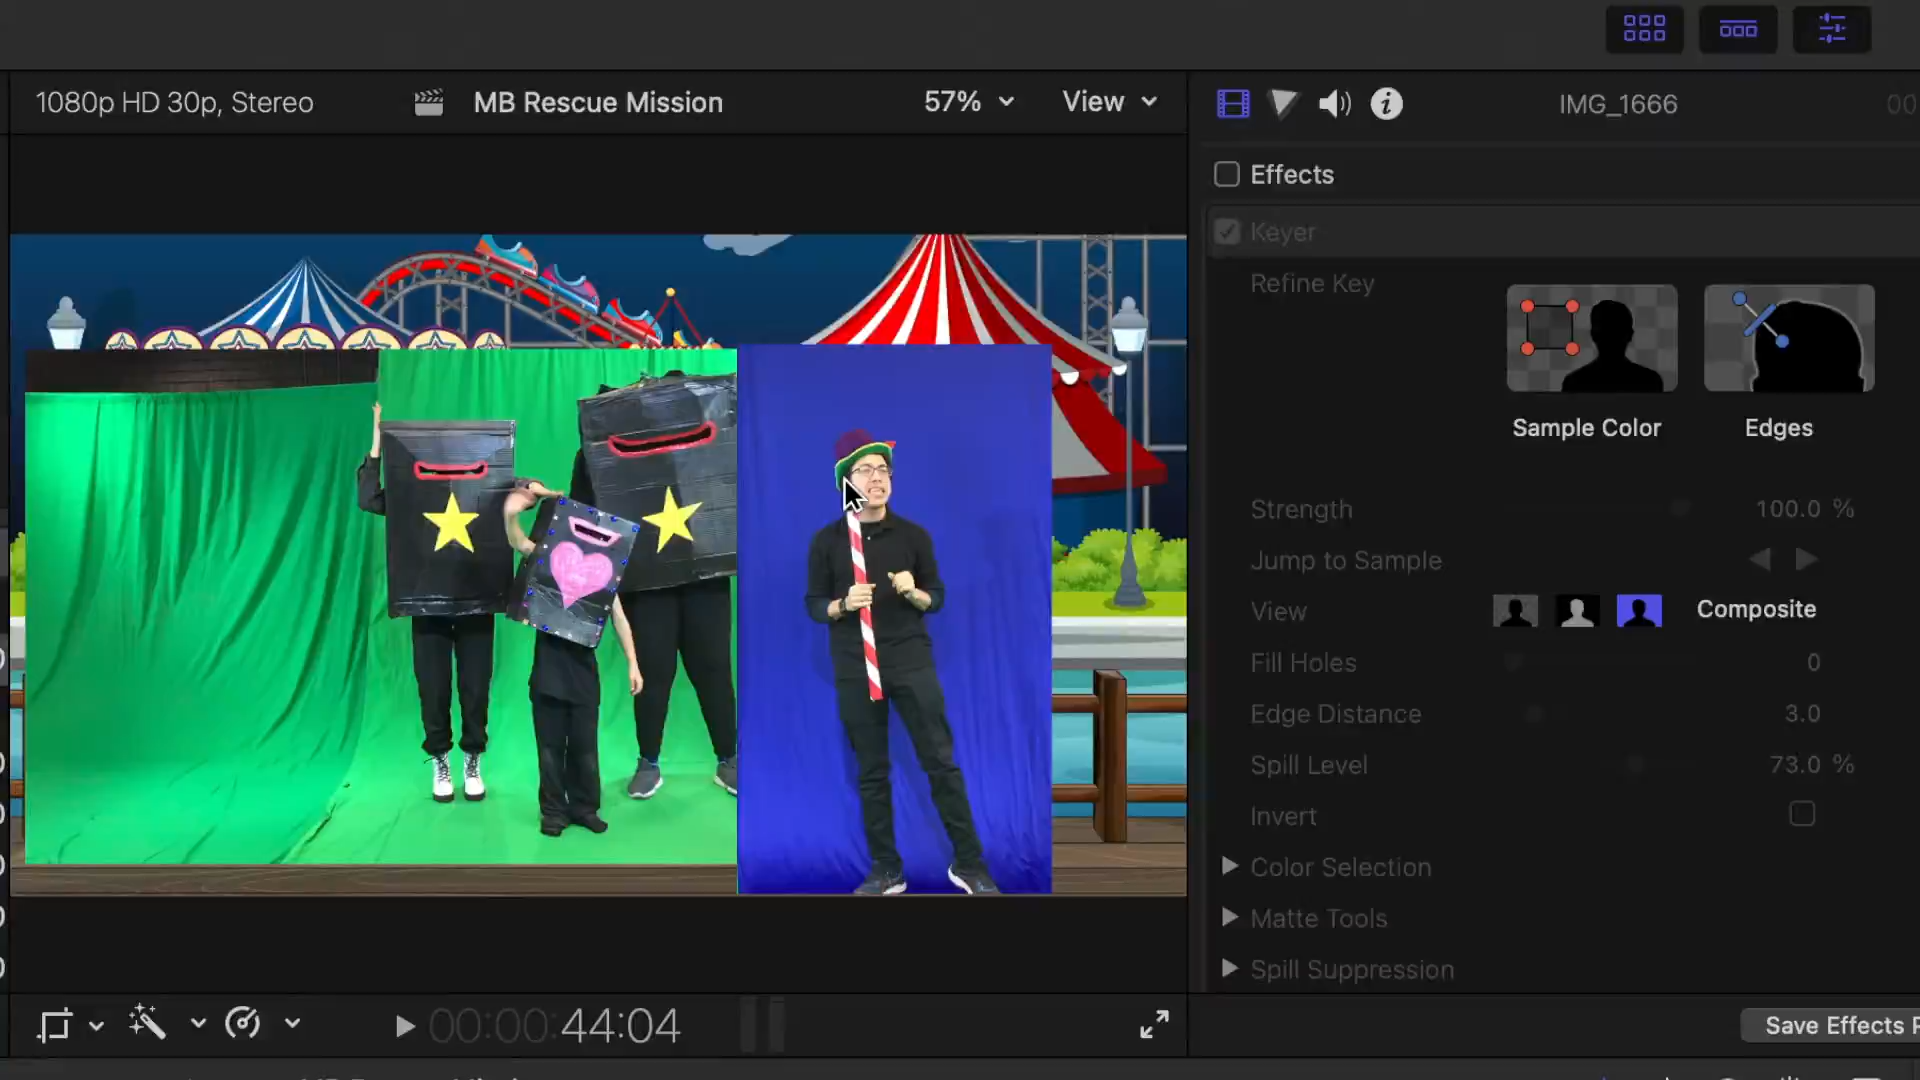 1080p HD 30p, Stereo
MB Rescue Mission
57%
View
IMG_1666
00
Effects
Keyer
Refine Key
Sample Color
Edges
Strength
100.0 %
Jump to Sample
View
Composite
Fill Holes
0
Edge Distance
3.0
Spill Level
73.0 %
Invert
Color Selection
Matte Tools
Spill Suppression
00:00:44:04
Save Effects P